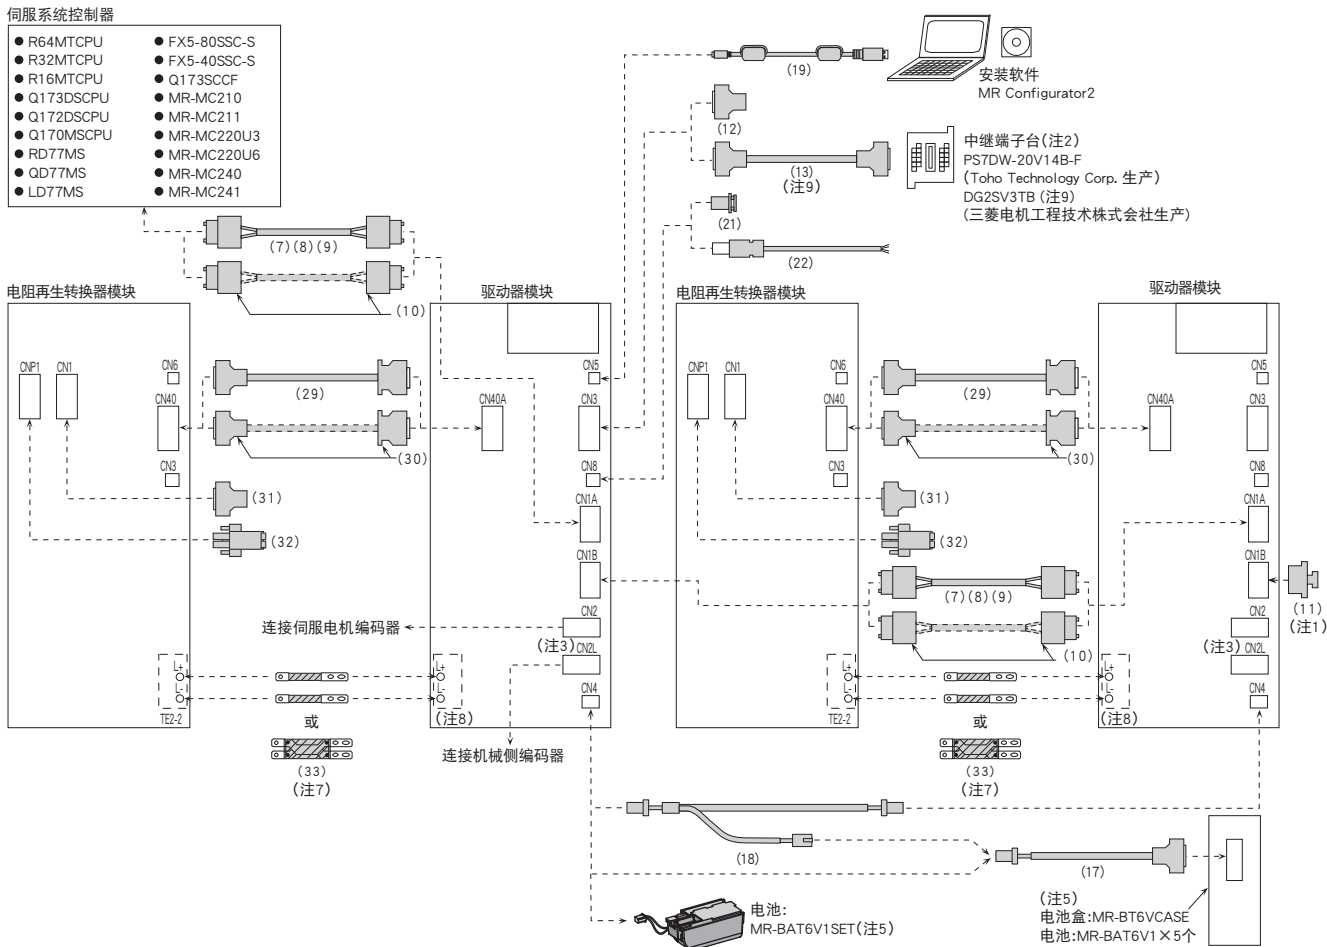 伺服系统控制器
● R64MTCPU
● R32MTCPU
● R16MTCPU
● Q173DSCPU
● Q172DSCPU
● Q170MSCPU
● RD77MS
● QD77MS
● LD77MS
● FX5-80SSC-S
● FX5-40SSC-S
● Q173SCCF
● MR-MC210
● MR-MC211
● MR-MC220U3
● MR-MC220U6
● MR-MC240
● MR-MC241
(19)
安装软件
MR Configurator2
(12)
(13)
(注9)
中继端子台(注2)
PS7DW-20V14B-F
(Toho Technology Corp. 生产)
DG2SV3TB (注9)
(三菱电机工程技术株式会社生产)
(21)
(22)
(7)(8)(9)
(10)
电阻再生转换器模块
CNP1
CN1
CN6
CN40
CN3
TE2-2
L+
L-
(29)
(30)
(31)
(32)
连接伺服电机编码器
或
(33)
(注7)
驱动器模块
CN40A
CN5
CN3
CN8
CN1A
CN1B
CN2
(注3)
CN2L
CN4
L+
L-
(注8)
连接机械侧编码器
电阻再生转换器模块
CNP1
CN1
CN6
CN40
CN3
TE2-2
L+
L-
(29)
(30)
(31)
(32)
(7)(8)(9)
(10)
或
(33)
(注7)
驱动器模块
CN40A
CN5
CN3
CN8
CN1A
CN1B
CN2
(注3)
CN2L
CN4
L+
L-
(注8)
(11)
(注1)
(18)
(17)
电池:
MR-BAT6V1SET(注5)
(注5)
电池盒:MR-BT6VCASE
电池:MR-BAT6V1×5个